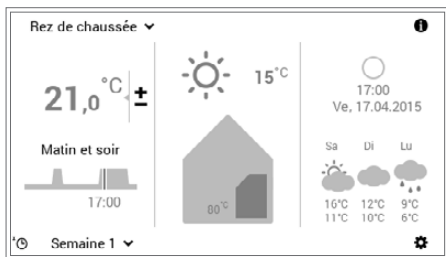 Rez de chaussée
21,0 °C ±
Matin et soir
17:00
15°C
80°C
17:00
Ve, 17.04.2015
Sa Di Lu
16°C 12°C 9°C
11°C 10°C 6°C
Semaine 1